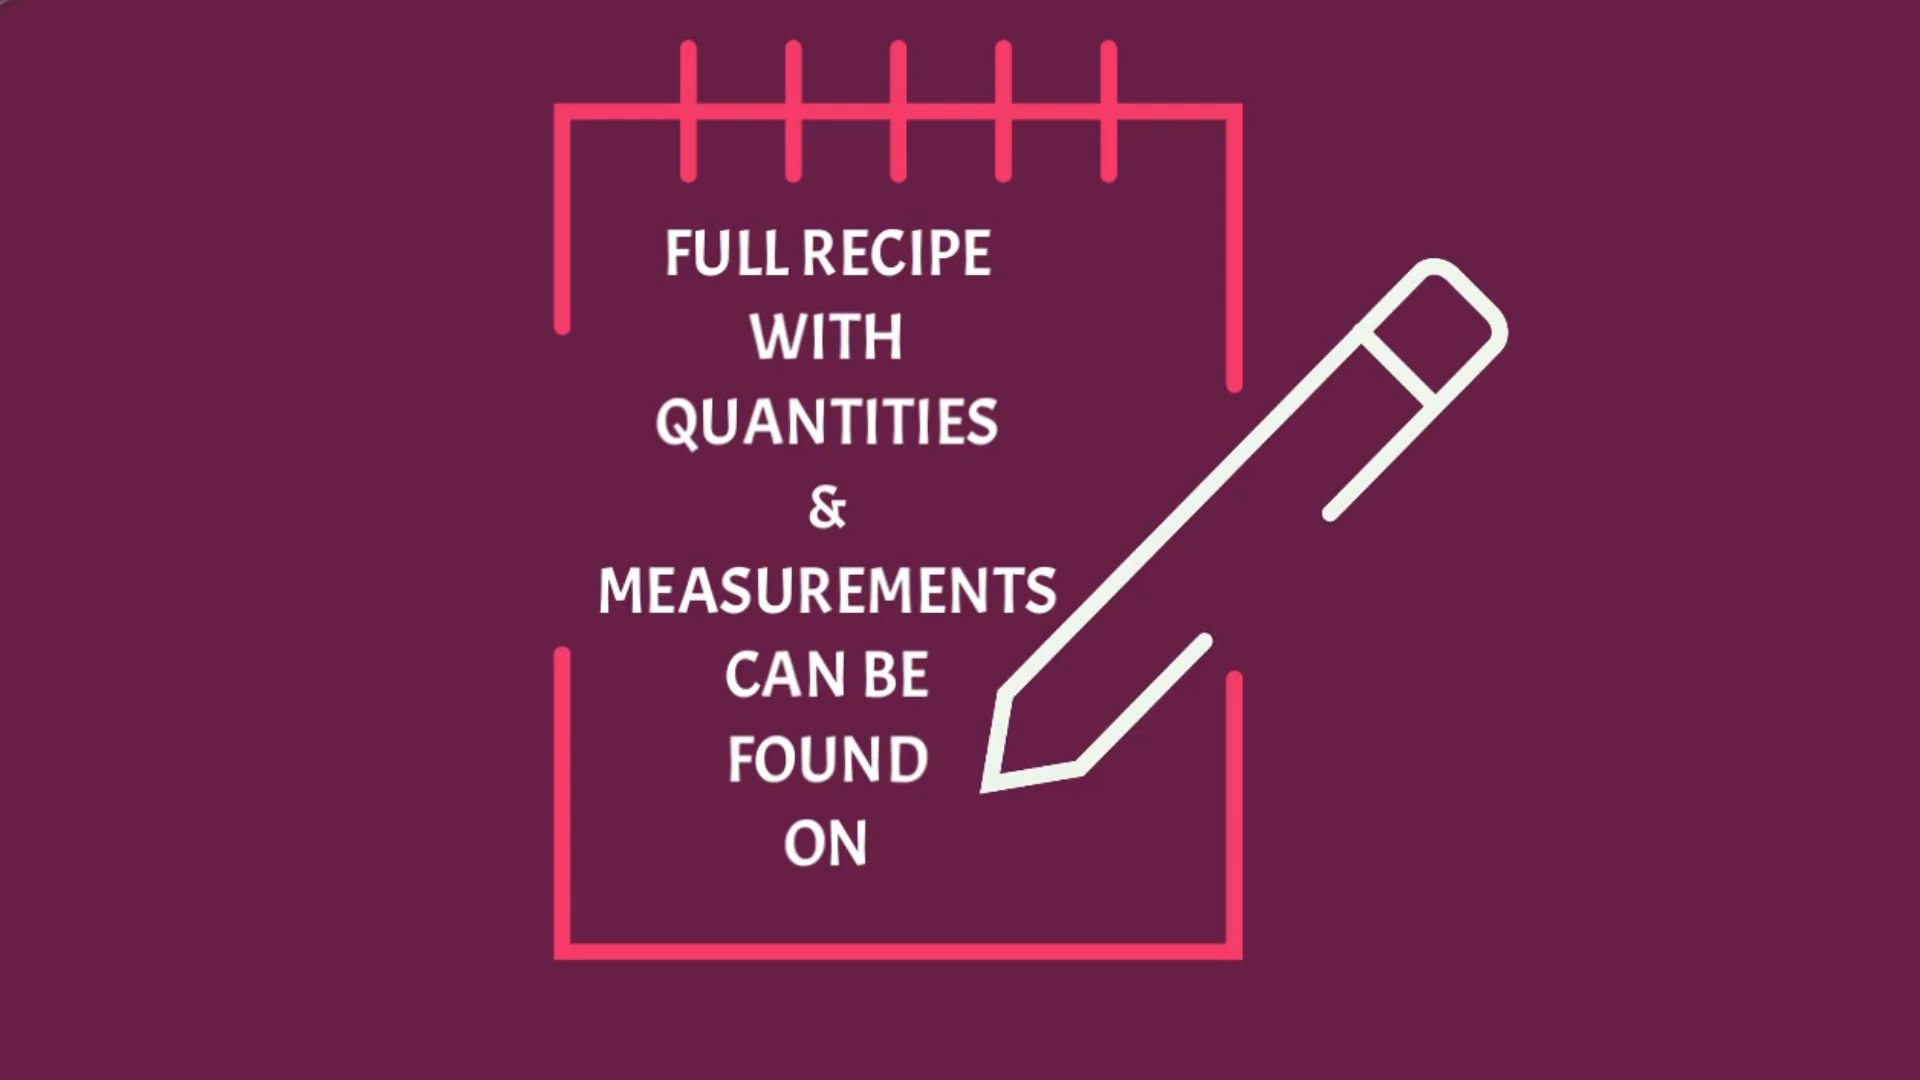 FULL RECIPE
WITH
QUANTITIES
&
MEASUREMENTS
CAN BE
FOUND
ON